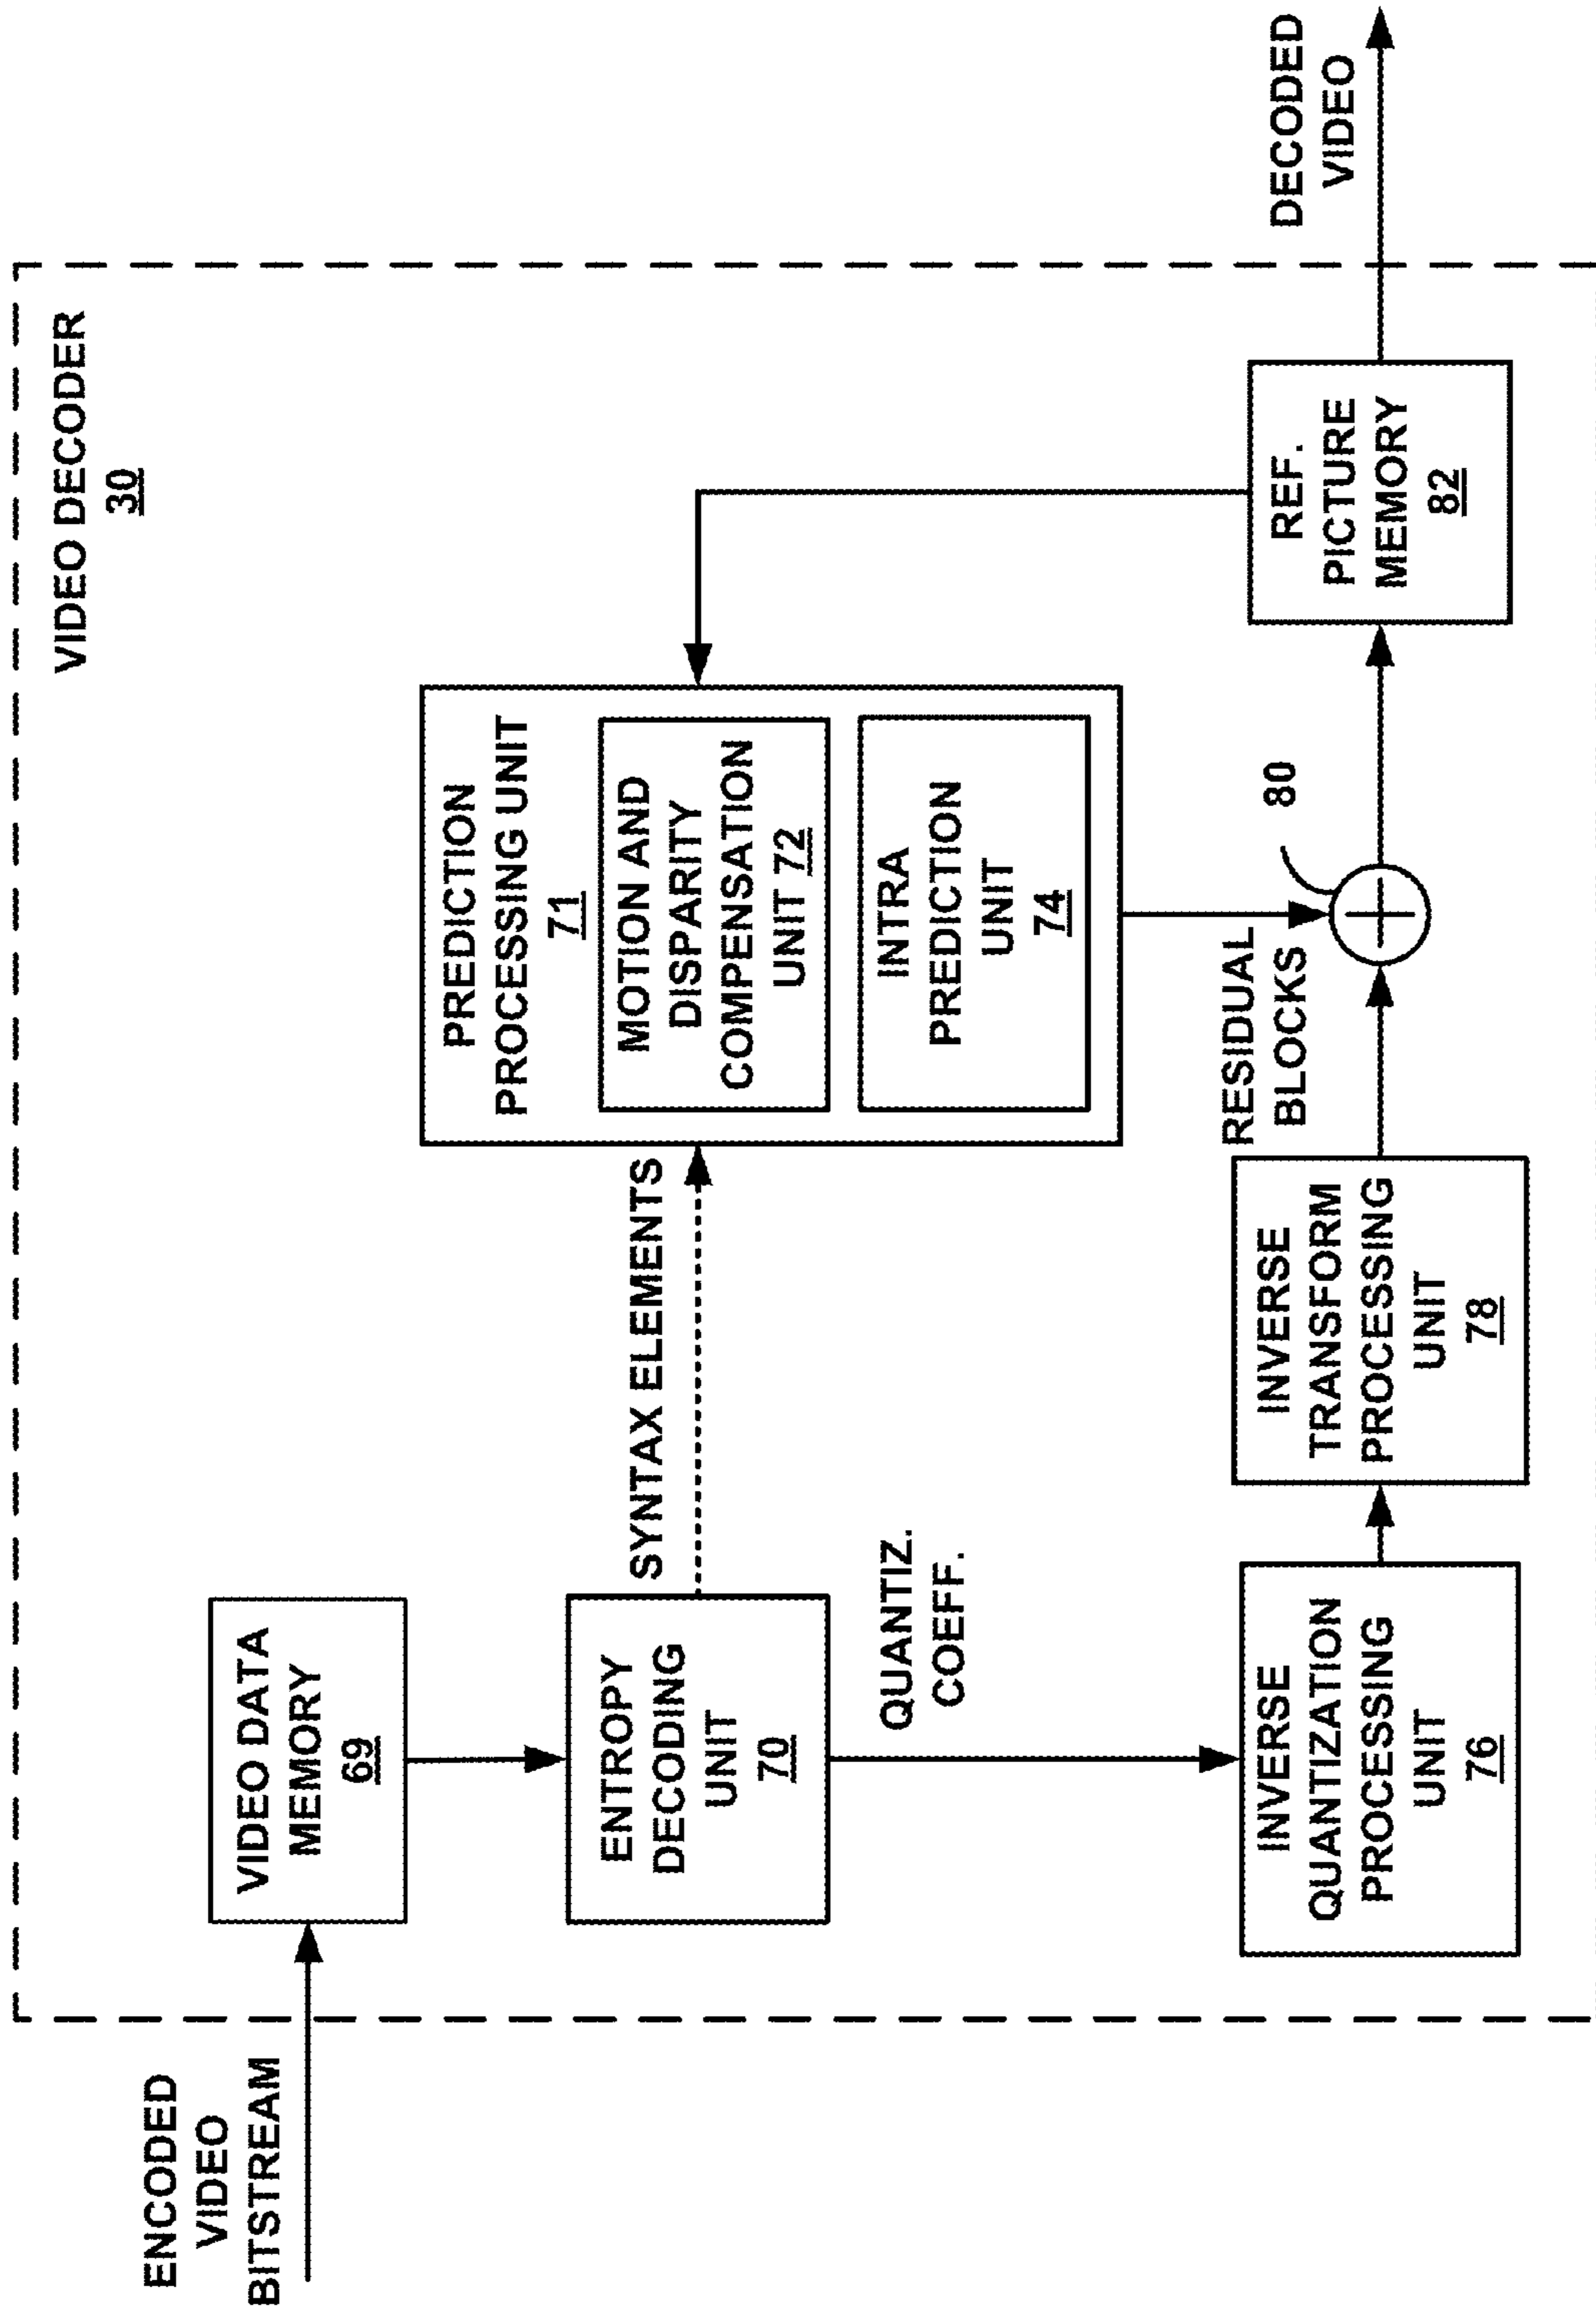 ENCODED
VIDEO
BITSTREAM
VIDEO DECODER
30
VIDEO DATA
MEMORY
69
ENTROPY
DECODING
UNIT
70
SYNTAX ELEMENTS
QUANTIZ.
COEFF.
PREDICTION
PROCESSING UNIT
71
MOTION AND
DISPARITY
COMPENSATION
UNIT 72
INTRA
PREDICTION
UNIT
74
INVERSE
QUANTIZATION
PROCESSING
UNIT
76
INVERSE
TRANSFORM
PROCESSING
UNIT
78
RESIDUAL
BLOCKS
80
REF.
PICTURE
MEMORY
82
DECODED
VIDEO